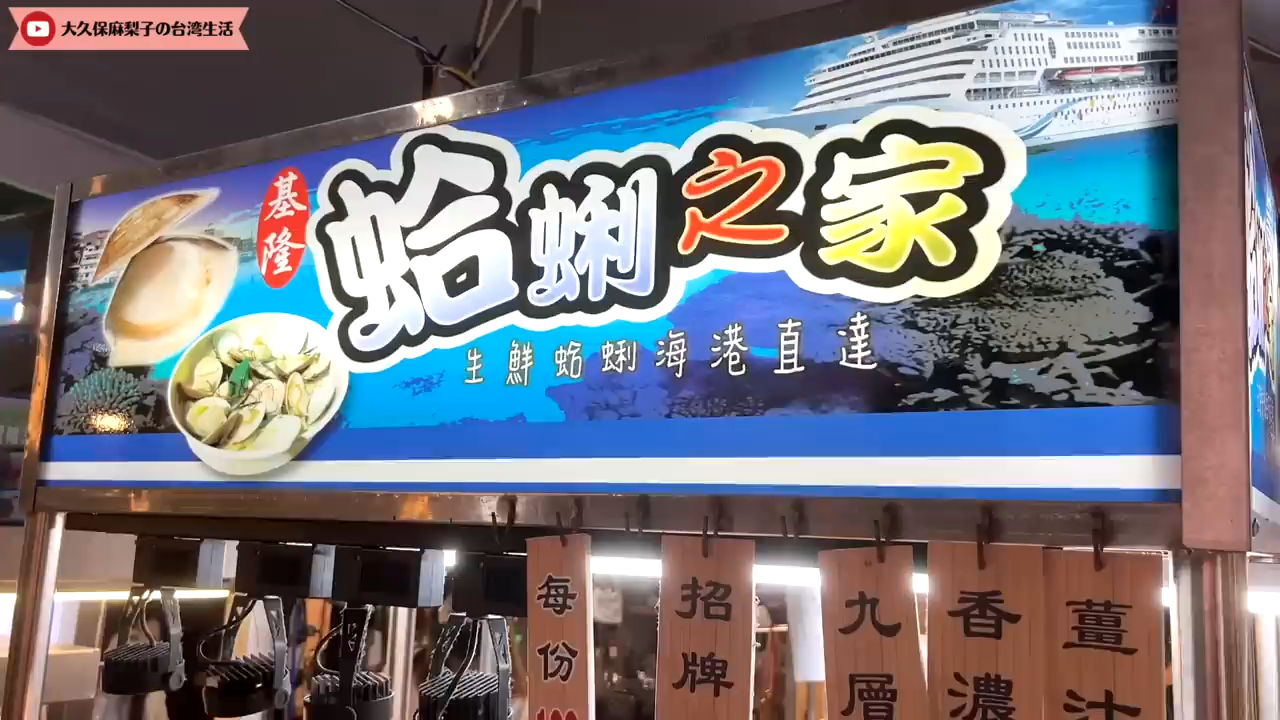 大久保麻梨子の台湾生活
基隆
蛤蜊之家
生鮮蛤蜊海港直達
每份
招牌
九層
香濃
薑汁